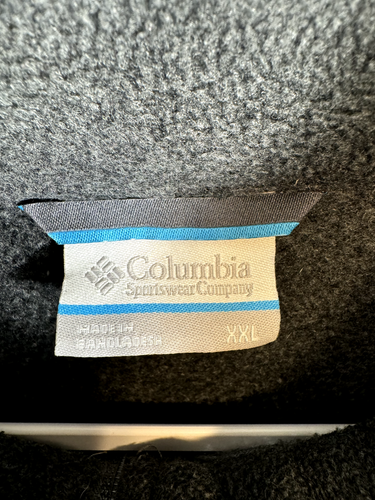 Columbia
Sportswear Company
MADE IN
BANGLADESH
XXL